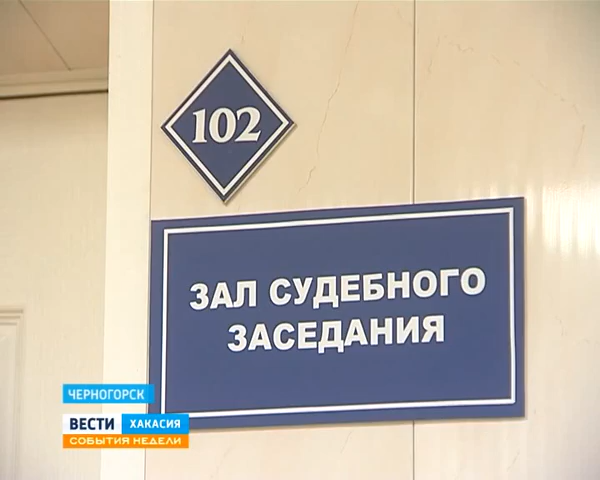 102
ЗАЛ СУДЕБНОГО
ЗАСЕДАНИЯ
ЧЕРНОГОРСК
ВЕСТИ ХАКАСИЯ
СОБЫТИЯ НЕДЕЛИ